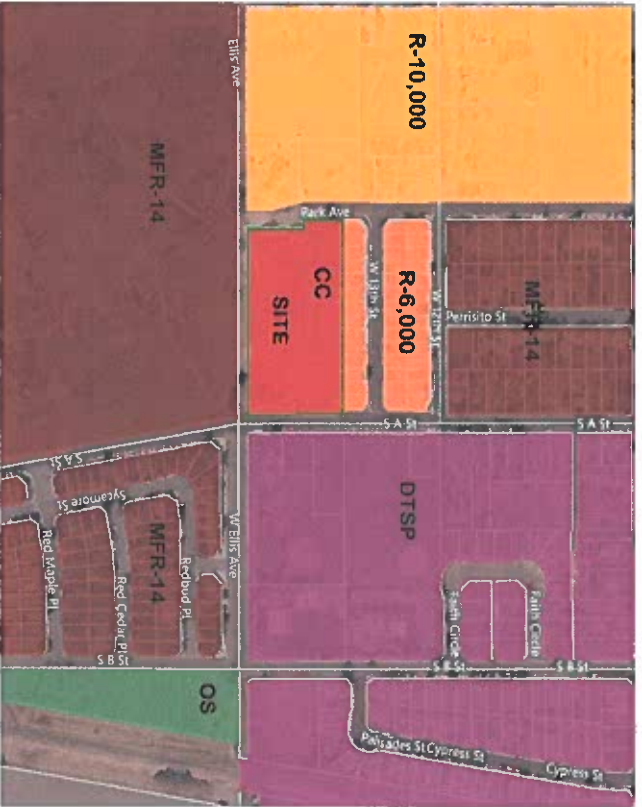 Ellis Ave
R-10,000
MFR-14
Park Ave
W 13th St
CC
SITE
R-6,000
W 12th St
MFR-14
Perrisito St
S A St
S A St
S A St
Sycamore St
W Ellis Ave
DTSP
MFR-14
Redbud Pl
Red Maple Pl
Red Cedar Pl
Faith Circle
Faith Circle
S B St
S B St
S B St
OS
Palisades St
Cypress St
Cypress St